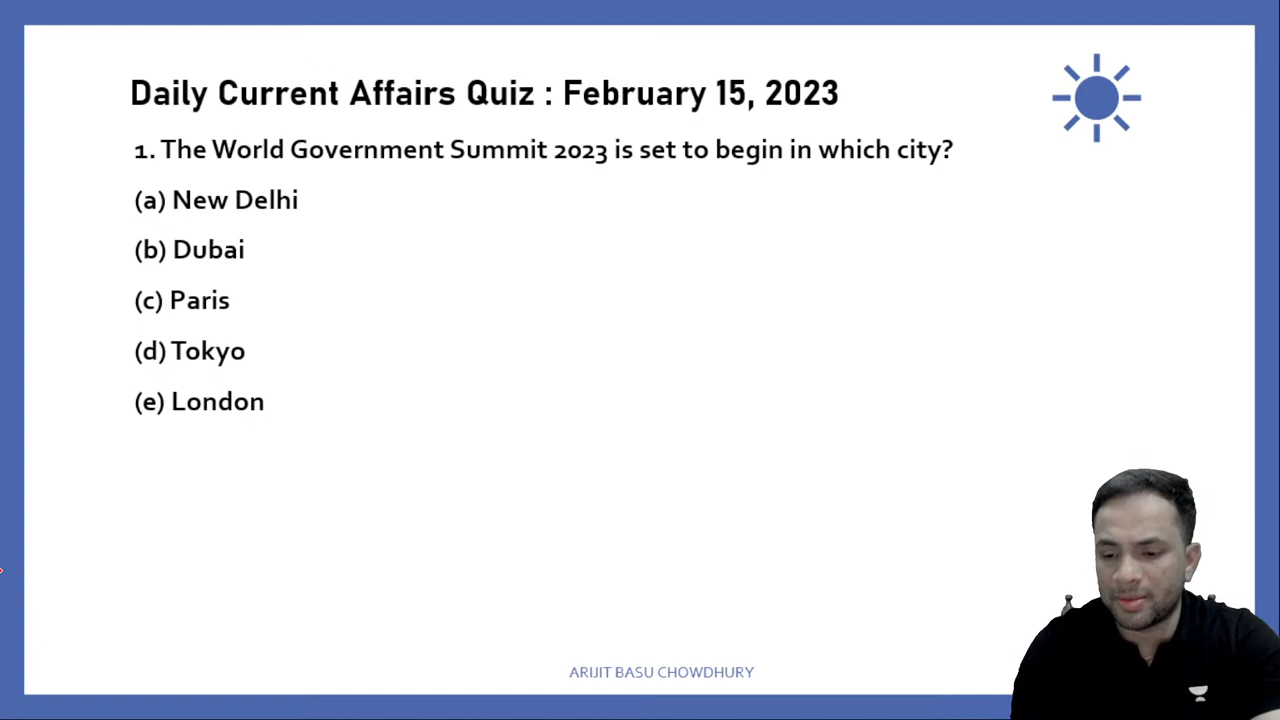 Daily Current Affairs Quiz : February 15, 2023
1. The World Government Summit 2023 is set to begin in which city?
(a) New Delhi
(b) Dubai
(c) Paris
(d) Tokyo
(e) London
ARIJIT BASU CHOWDHURY